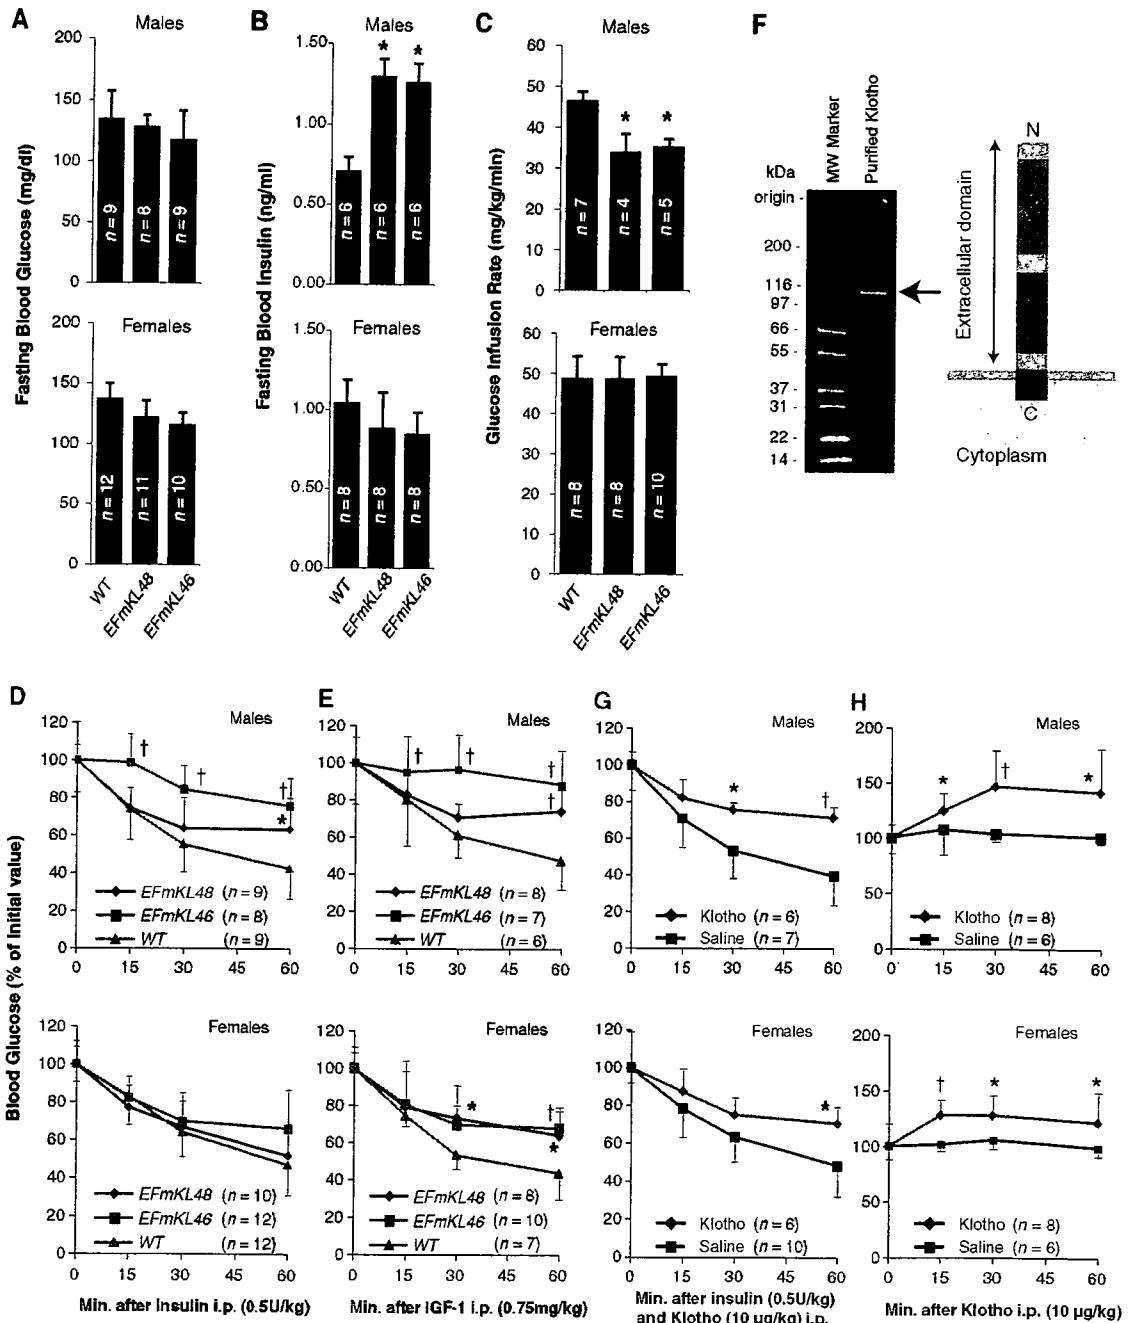 A
Males
Fasting Blood Glucose (mg/dl)
200
150
100
50
0
n = 9
n = 8
n = 9
Females
200
150
100
50
0
n = 12
n = 11
n = 10
WT
EFmKL48
EFmKL46
B
Males
Fasting Blood Insulin (ng/ml)
1.50
1.00
0.50
0.00
* *
n = 6
n = 6
n = 6
Females
1.50
1.00
0.50
0.00
n = 8
n = 8
n = 8
WT
EFmKL48
EFmKL46
C
Males
Glucose Infusion Rate (mg/kg/min)
60
50
40
30
20
10
0
* *
n = 7
n = 4
n = 5
Females
60
50
40
30
20
10
0
n = 8
n = 8
n = 10
WT
EFmKL48
EFmKL46
F
MW Marker
Purified Klotho
kDa
origin -
200 -
116 -
97 -
66 -
55 -
37 -
31 -
22 -
14 -
Extracellular domain
N
C
Cytoplasm
D
Blood Glucose (% of Initial value)
Males
120
100
80
60
40
20
0
† † † *
EFmKL48 (n = 9)
EFmKL46 (n = 8)
WT (n = 9)
0 15 30 45 60
Females
120
100
80
60
40
20
0
EFmKL48 (n = 10)
EFmKL46 (n = 12)
WT (n = 12)
0 15 30 45 60
Min. after Insulin i.p. (0.5U/kg)
E
Males
120
100
80
60
40
20
0
† † † †
EFmKL48 (n = 8)
EFmKL46 (n = 7)
WT (n = 6)
0 15 30 45 60
Females
120
100
80
60
40
20
0
* † *
EFmKL48 (n = 8)
EFmKL46 (n = 10)
WT (n = 7)
0 15 30 45 60
Min. after IGF-1 i.p. (0.75mg/kg)
G
Males
120
100
80
60
40
20
0
* †
Klotho (n = 6)
Saline (n = 7)
0 15 30 45 60
Females
120
100
80
60
40
20
0
*
Klotho (n = 6)
Saline (n = 10)
0 15 30 45 60
Min. after insulin (0.5U/kg)
and Klotho (10 µg/kg) i.p.
H
Males
200
150
100
50
0
* † *
Klotho (n = 8)
Saline (n = 6)
0 15 30 45 60
Females
200
150
100
50
0
† * *
Klotho (n = 8)
Saline (n = 6)
0 15 30 45 60
Min. after Klotho i.p. (10 µg/kg)